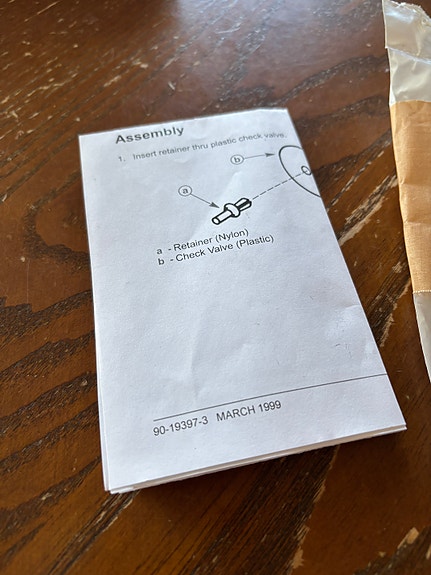 Assembly
1. Insert retainer thru plastic check valve.
b
a
a - Retainer (Nylon)
b - Check Valve (Plastic)
90-19397-3 MARCH 1999